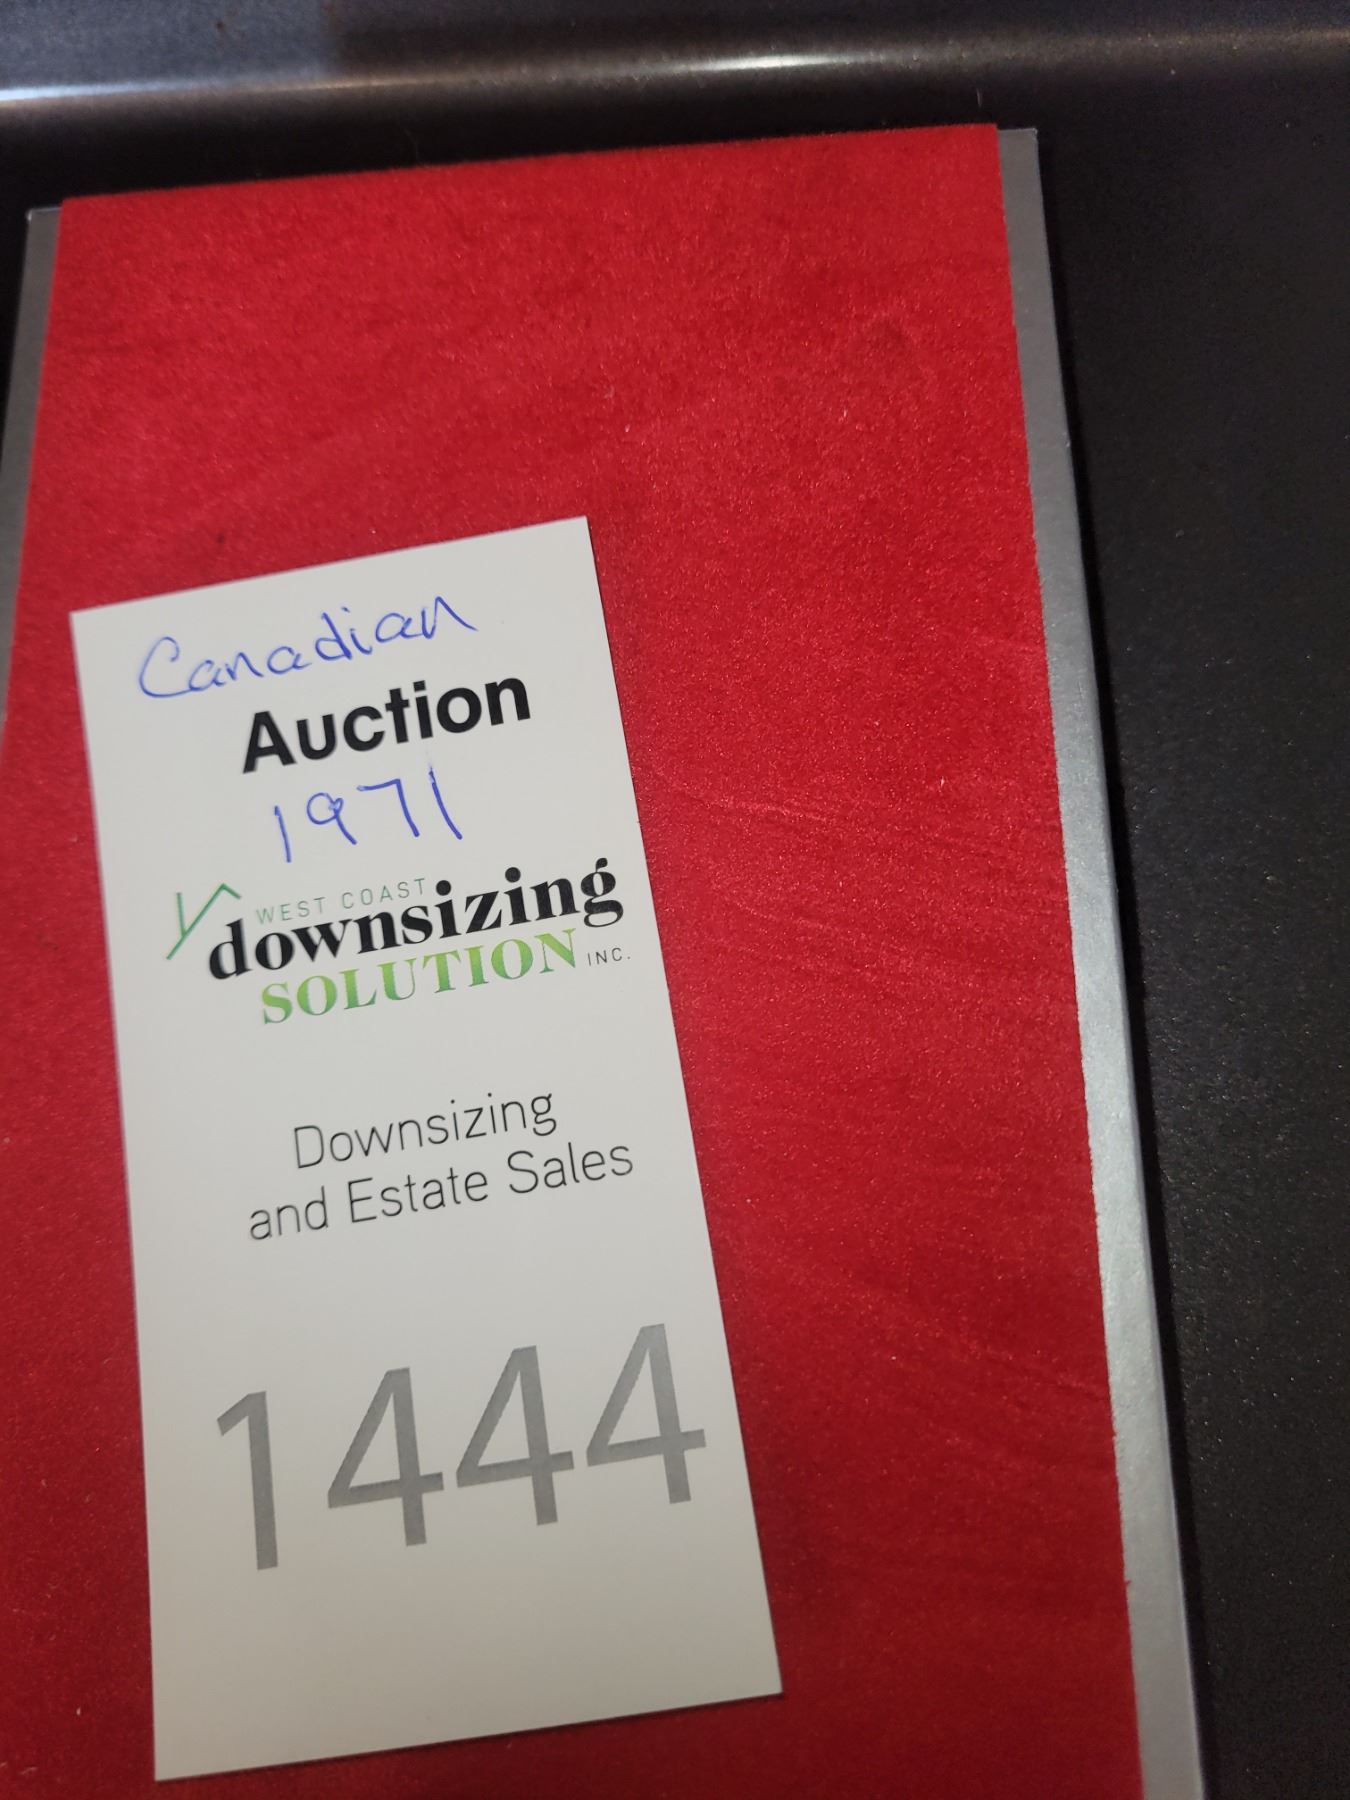 Canadian
Auction
1971
WEST COAST
downsizing
SOLUTION INC.
Downsizing
and Estate Sales
1444